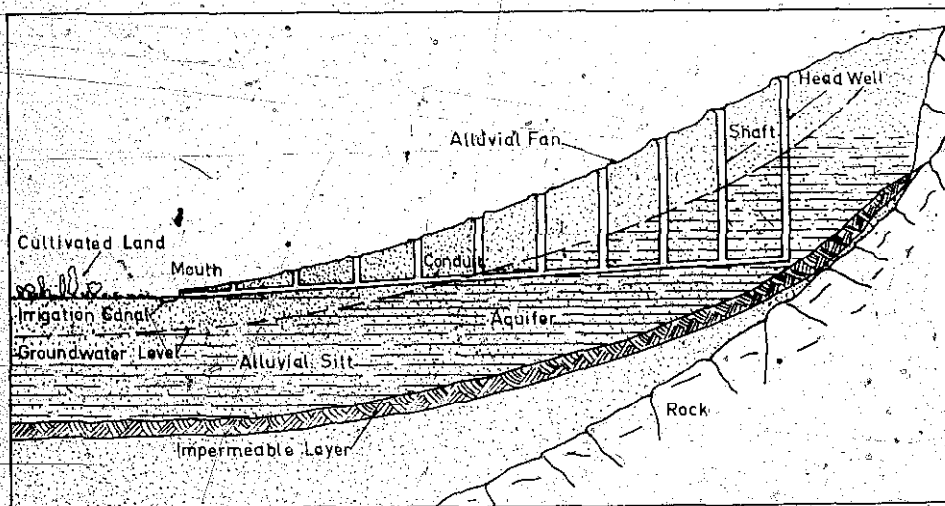 Head Well
Shaft
Alluvial Fan
Cultivated Land
Mouth
Conduit
Irrigation Canal
Aquifer
Groundwater Level
Alluvial Silt
Rock
Impermeable Layer